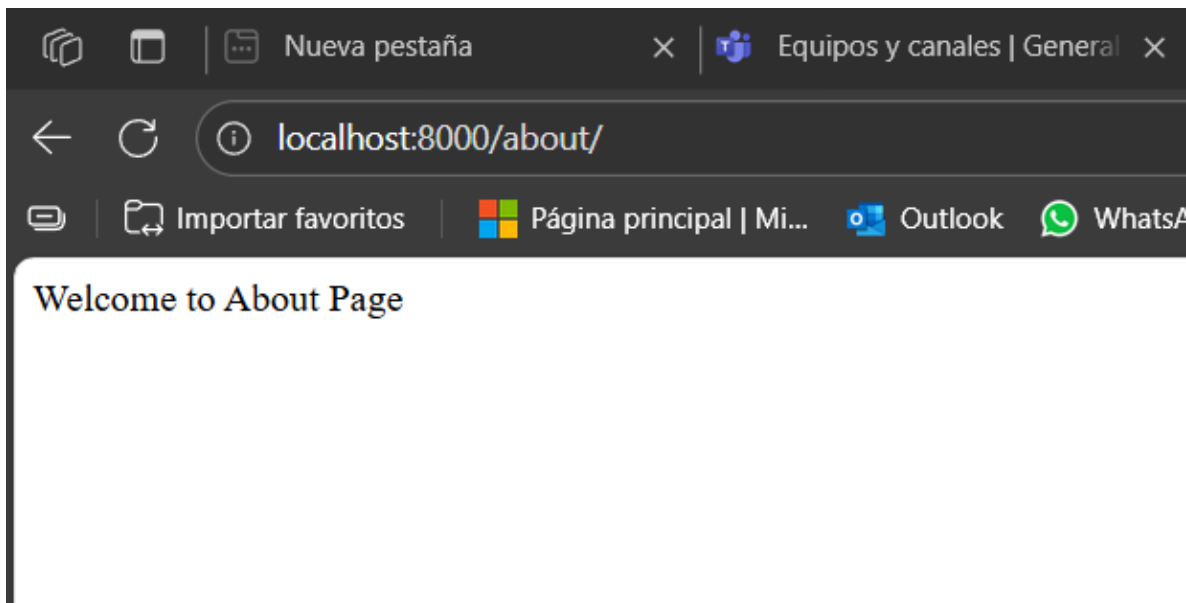 Nueva pestaña Equipos y canales | General
localhost:8000/about/
Importar favoritos Página principal | Mi... Outlook WhatsA
Welcome to About Page